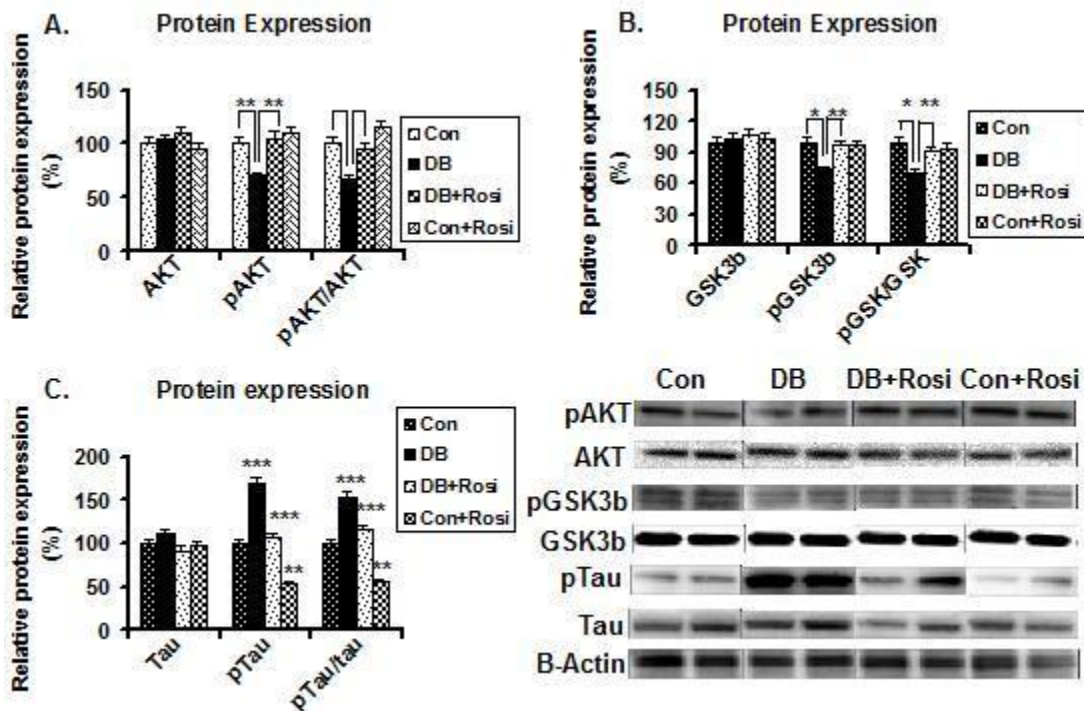 A. Protein Expression
Relative protein expression
(%)
150
100
50
0
** **
Con
DB
DB+Rosi
Con+Rosi
AKT
pAKT
pAKT/AKT
B. Protein Expression
Relative protein expression
(%)
150
120
90
60
30
0
* **
* **
Con
DB
DB+Rosi
Con+Rosi
GSK3b
pGSK3b
pGSK/GSK
C. Protein expression
Relative protein expression
(%)
200
150
100
50
0
***
***
**
***
***
**
Con
DB
DB+Rosi
Con+Rosi
Tau
pTau
pTau/tau
Con DB DB+Rosi Con+Rosi
pAKT
AKT
pGSK3b
GSK3b
pTau
Tau
B-Actin